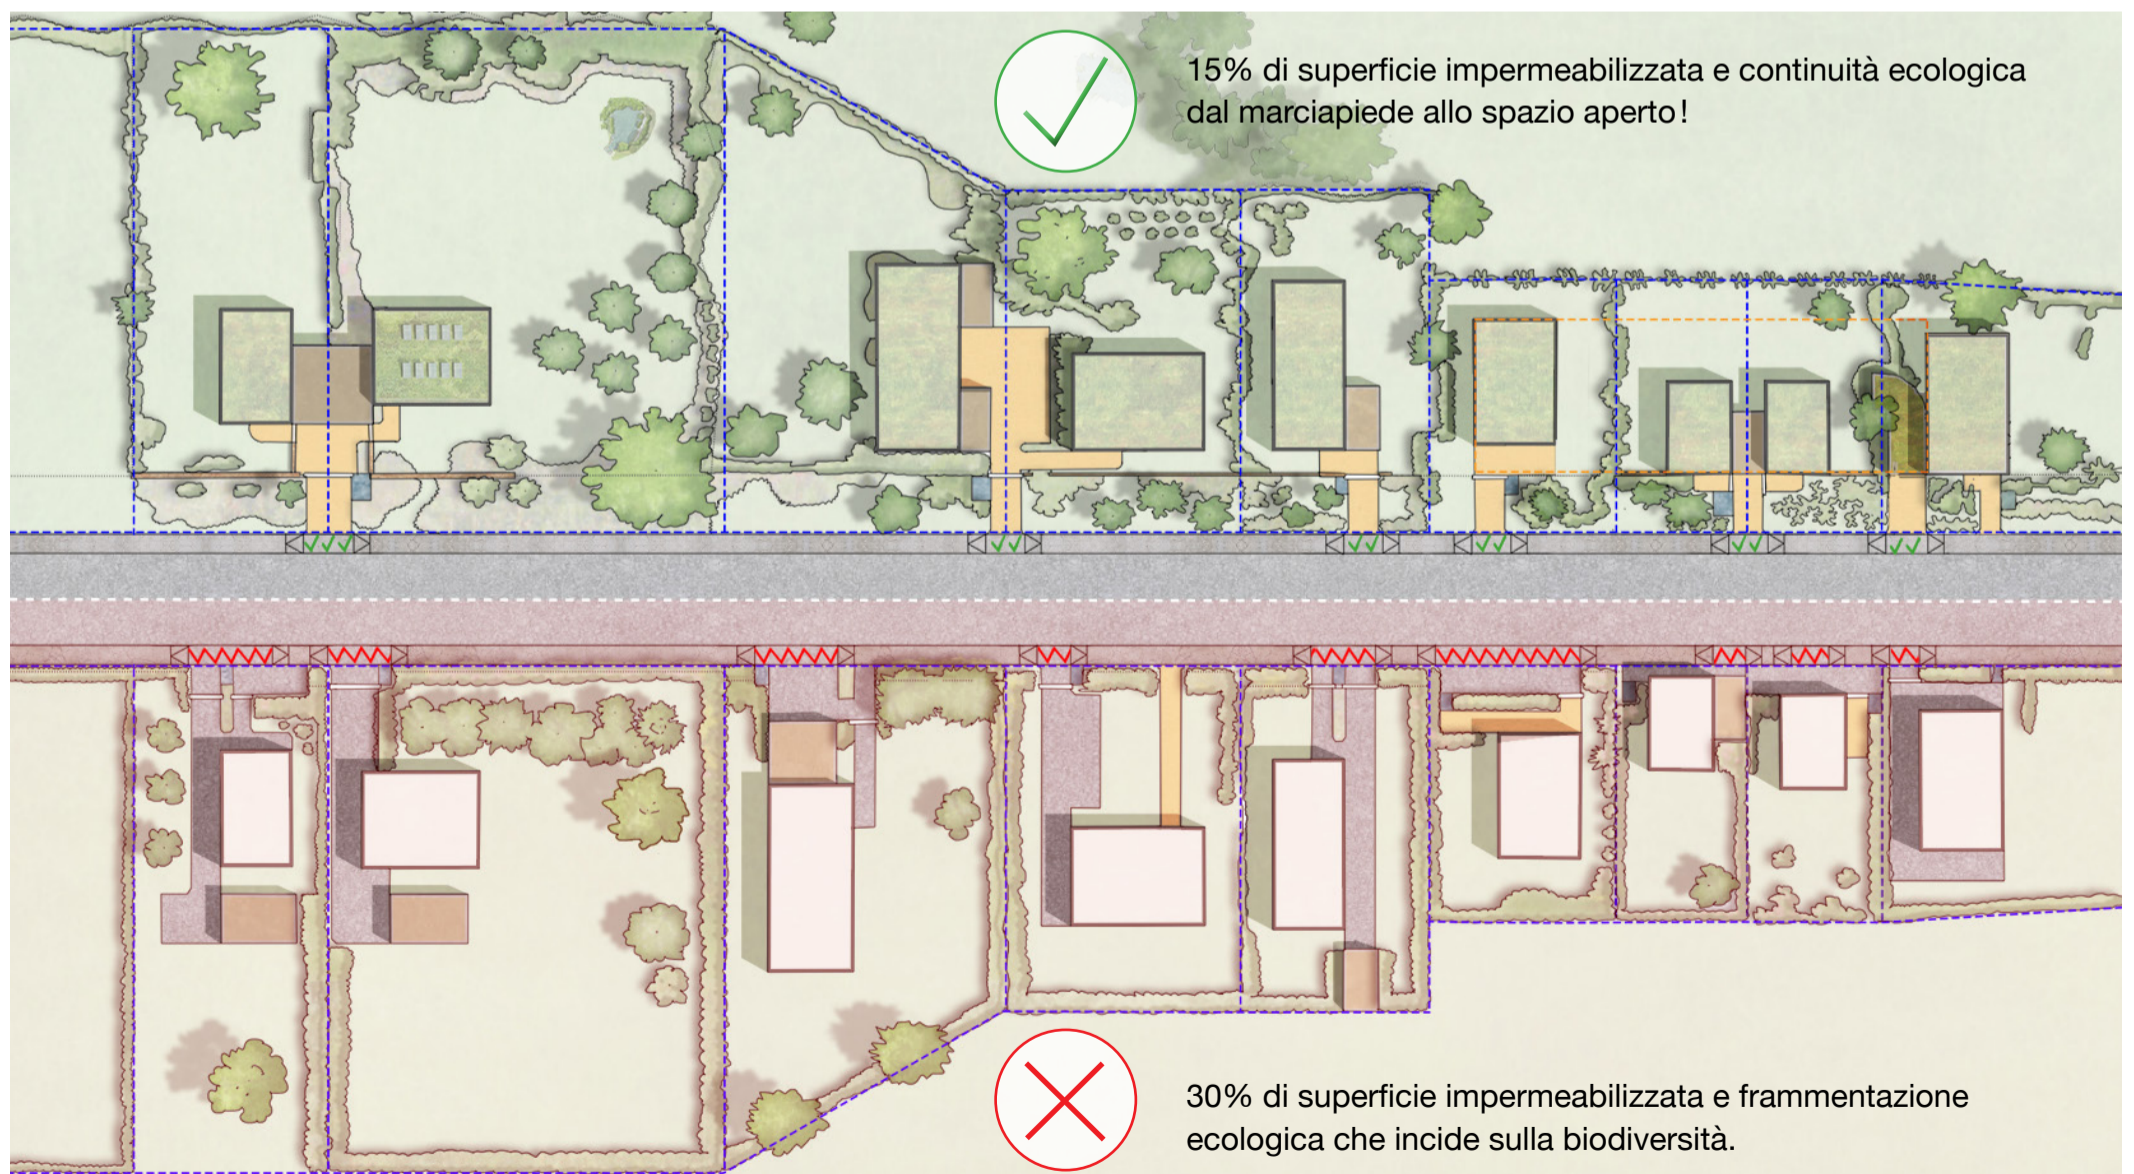 15% di superficie impermeabilizzata e continuità ecologica
dal marciapiede allo spazio aperto!
30% di superficie impermeabilizzata e frammentazione
ecologica che incide sulla biodiversità.